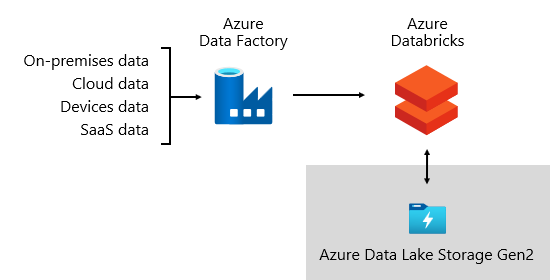 Azure
Data Factory
Azure
Databricks
On-premises data
Cloud data
Devices data
SaaS data
Azure Data Lake Storage Gen2